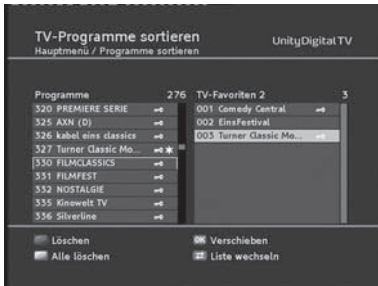 TV-Programme sortieren
Hauptmenü / Programme sortieren
UnityDigitalTV
Programme 276
320 PREMIERE SERIE
325 AXN (D)
326 kabel eins classics
327 Turner Classic Mo...
330 FILMCLASSICS
331 FILMFEST
332 NOSTALGIE
335 Kinowelt TV
336 Silverline
TV-Favoriten 2 3
001 Comedy Central
002 EinsFestival
003 Turner Classic Mo...
Löschen
Alle löschen
OK Verschieben
Liste wechseln